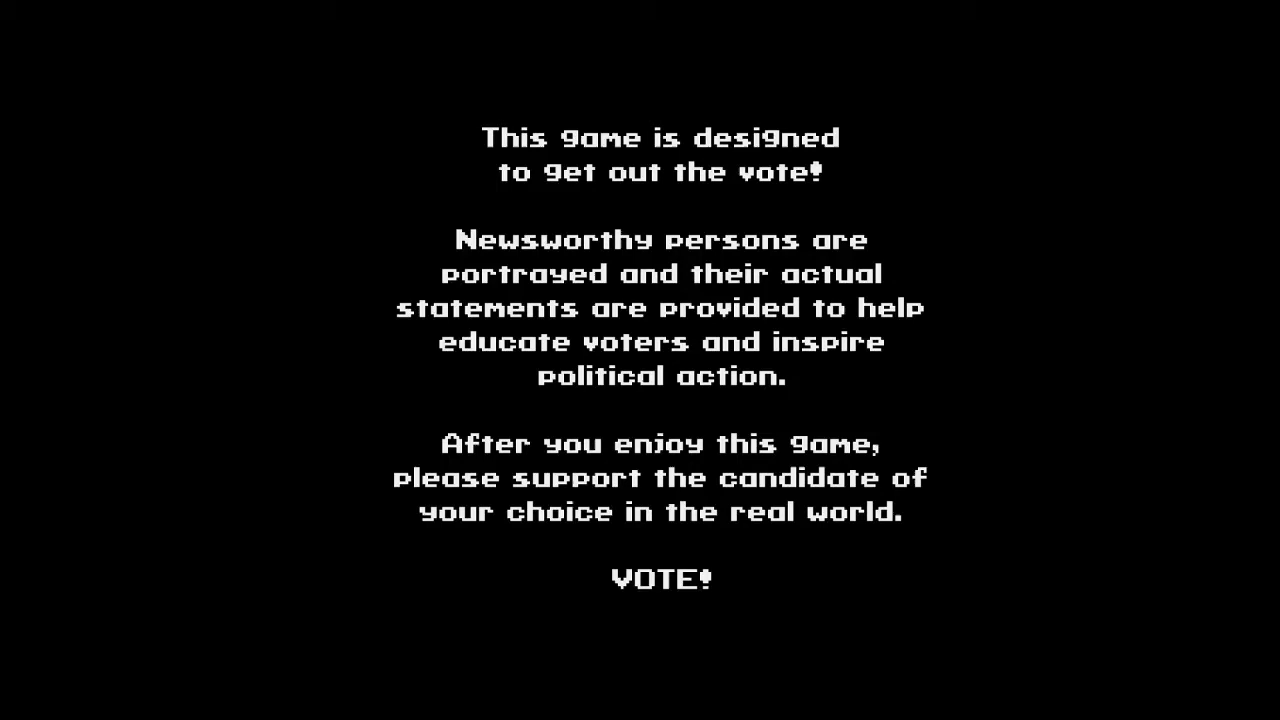 This game is designed
to get out the vote!
Newsworthy persons are
portrayed and their actual
statements are provided to help
educate voters and inspire
political action.
After you enjoy this game,
please support the candidate of
your choice in the real world.
VOTE!